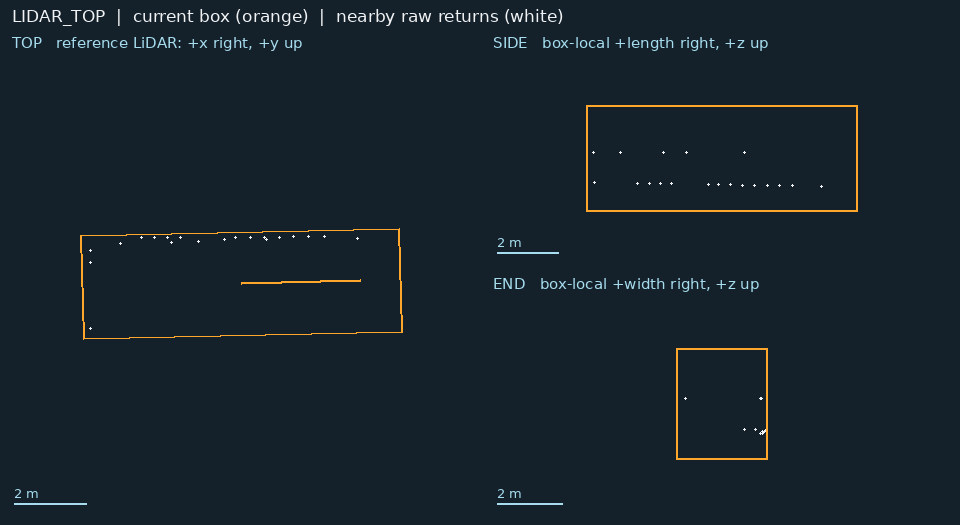 LIDAR_TOP | current box (orange) | nearby raw returns (white)
TOP reference LiDAR: +x right, +y up
SIDE box-local +length right, +z up
2 m
END box-local +width right, +z up
2 m
2 m